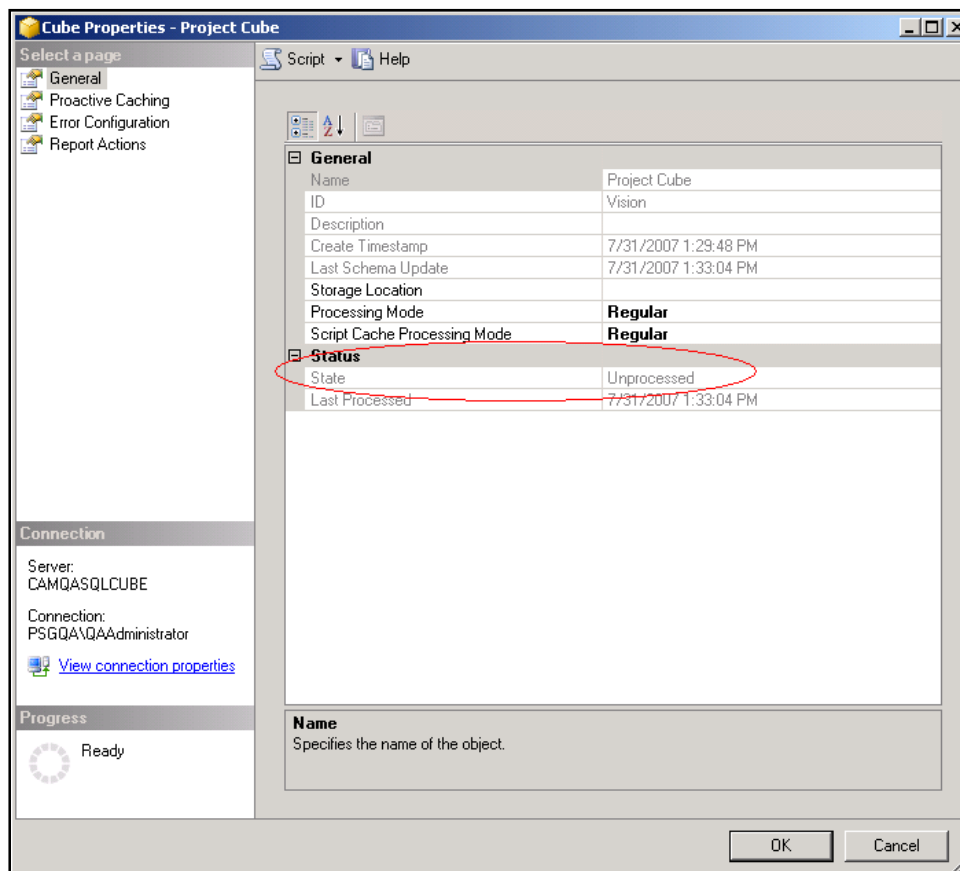 Cube Properties - Project Cube
Select a page
General
Proactive Caching
Error Configuration
Report Actions
Script Help
General
Name Project Cube
ID Vision
Description
Create Timestamp 7/31/2007 1:29:48 PM
Last Schema Update 7/31/2007 1:33:04 PM
Storage Location
Processing Mode Regular
Script Cache Processing Mode Regular
Status
State Unprocessed
Last Processed 7/31/2007 1:33:04 PM
Connection
Server:
CAMQASQLCUBE
Connection:
PSGQA\QAAdministrator
View connection properties
Progress
Ready
Name
Specifies the name of the object.
OK Cancel